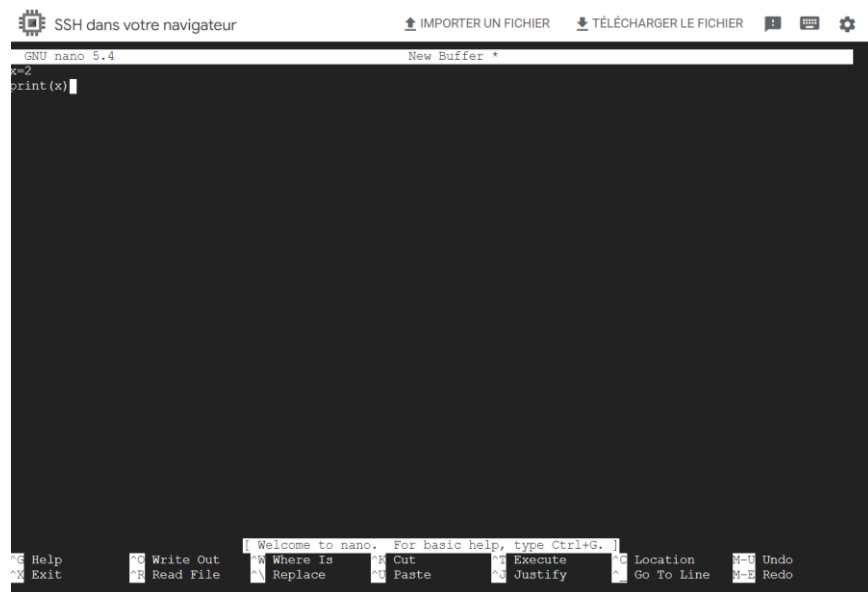 SSH dans votre navigateur IMPORTER UN FICHIER TÉLÉCHARGER LE FICHIER
GNU nano 5.4 New Buffer *
x=2
print(x)
[ Welcome to nano. For basic help, type Ctrl+G. ]
^G Help ^O Write Out ^W Where Is ^K Cut ^T Execute ^C Location M-U Undo
^X Exit ^R Read File ^\ Replace ^U Paste ^J Justify ^_ Go To Line M-E Redo